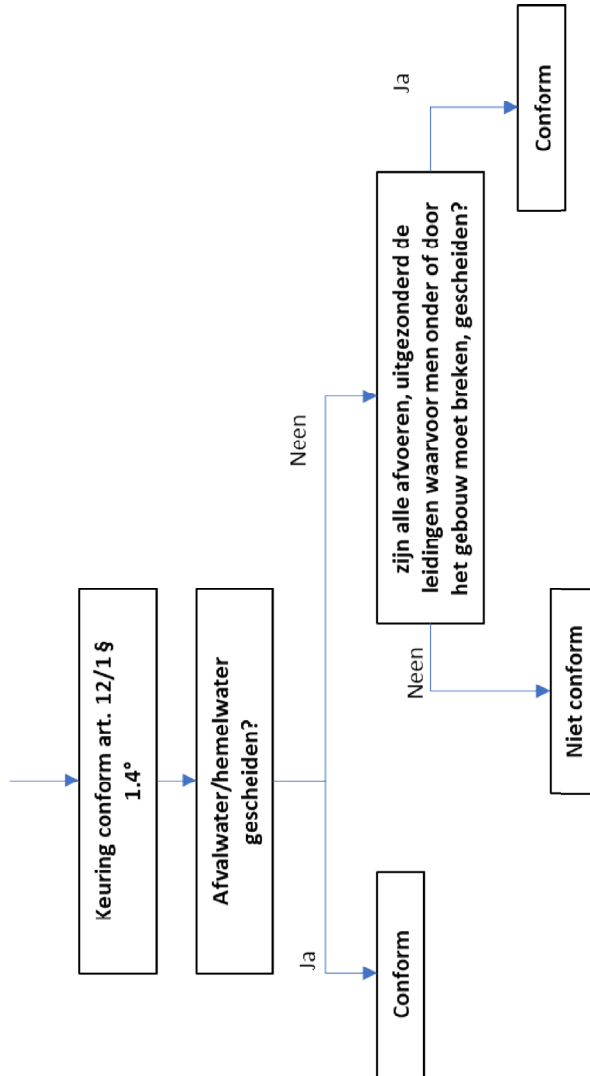 Keuring conform art. 12/1 §
1.4°
Afvalwater/hemelwater
gescheiden?
Ja
Neen
Conform
zijn alle afvoeren, uitgezonderd de
leidingen waarvoor men onder of door
het gebouw moet breken, gescheiden?
Neen
Ja
Niet conform
Conform